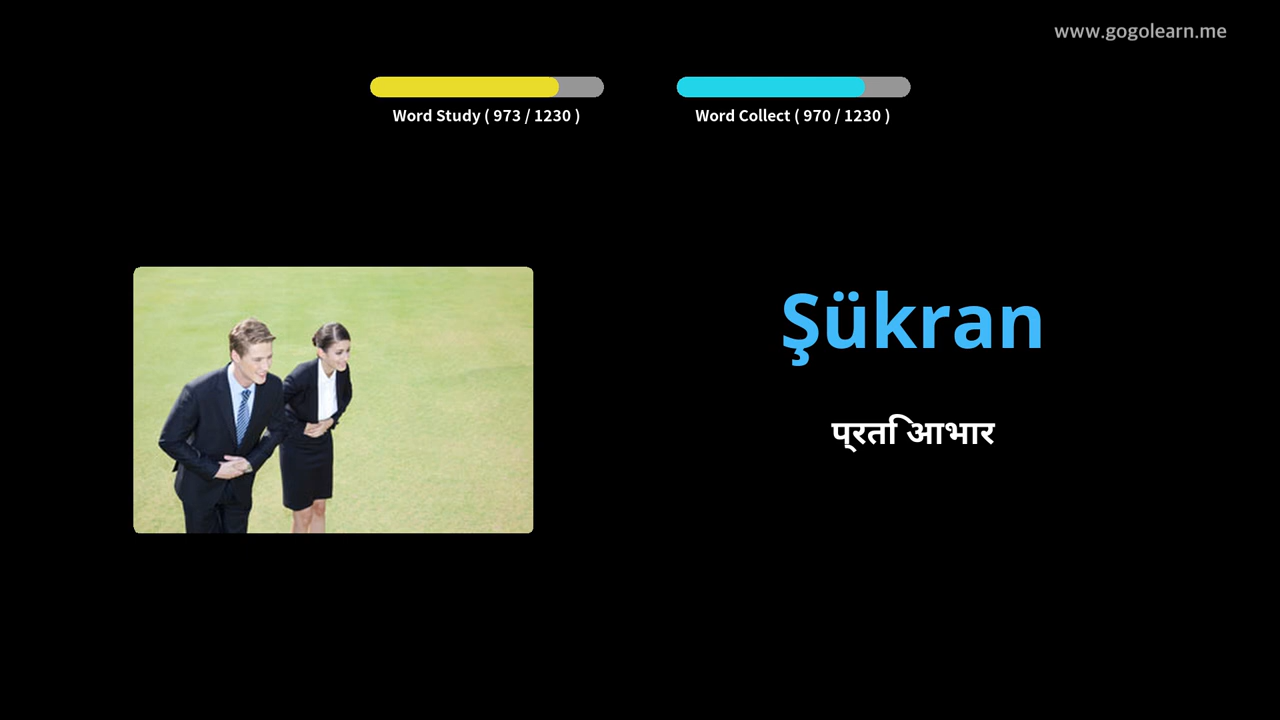 www.gogolearn.me
Word Study ( 973 / 1230 )
Word Collect ( 970 / 1230 )
Şükran
प्रति आभार